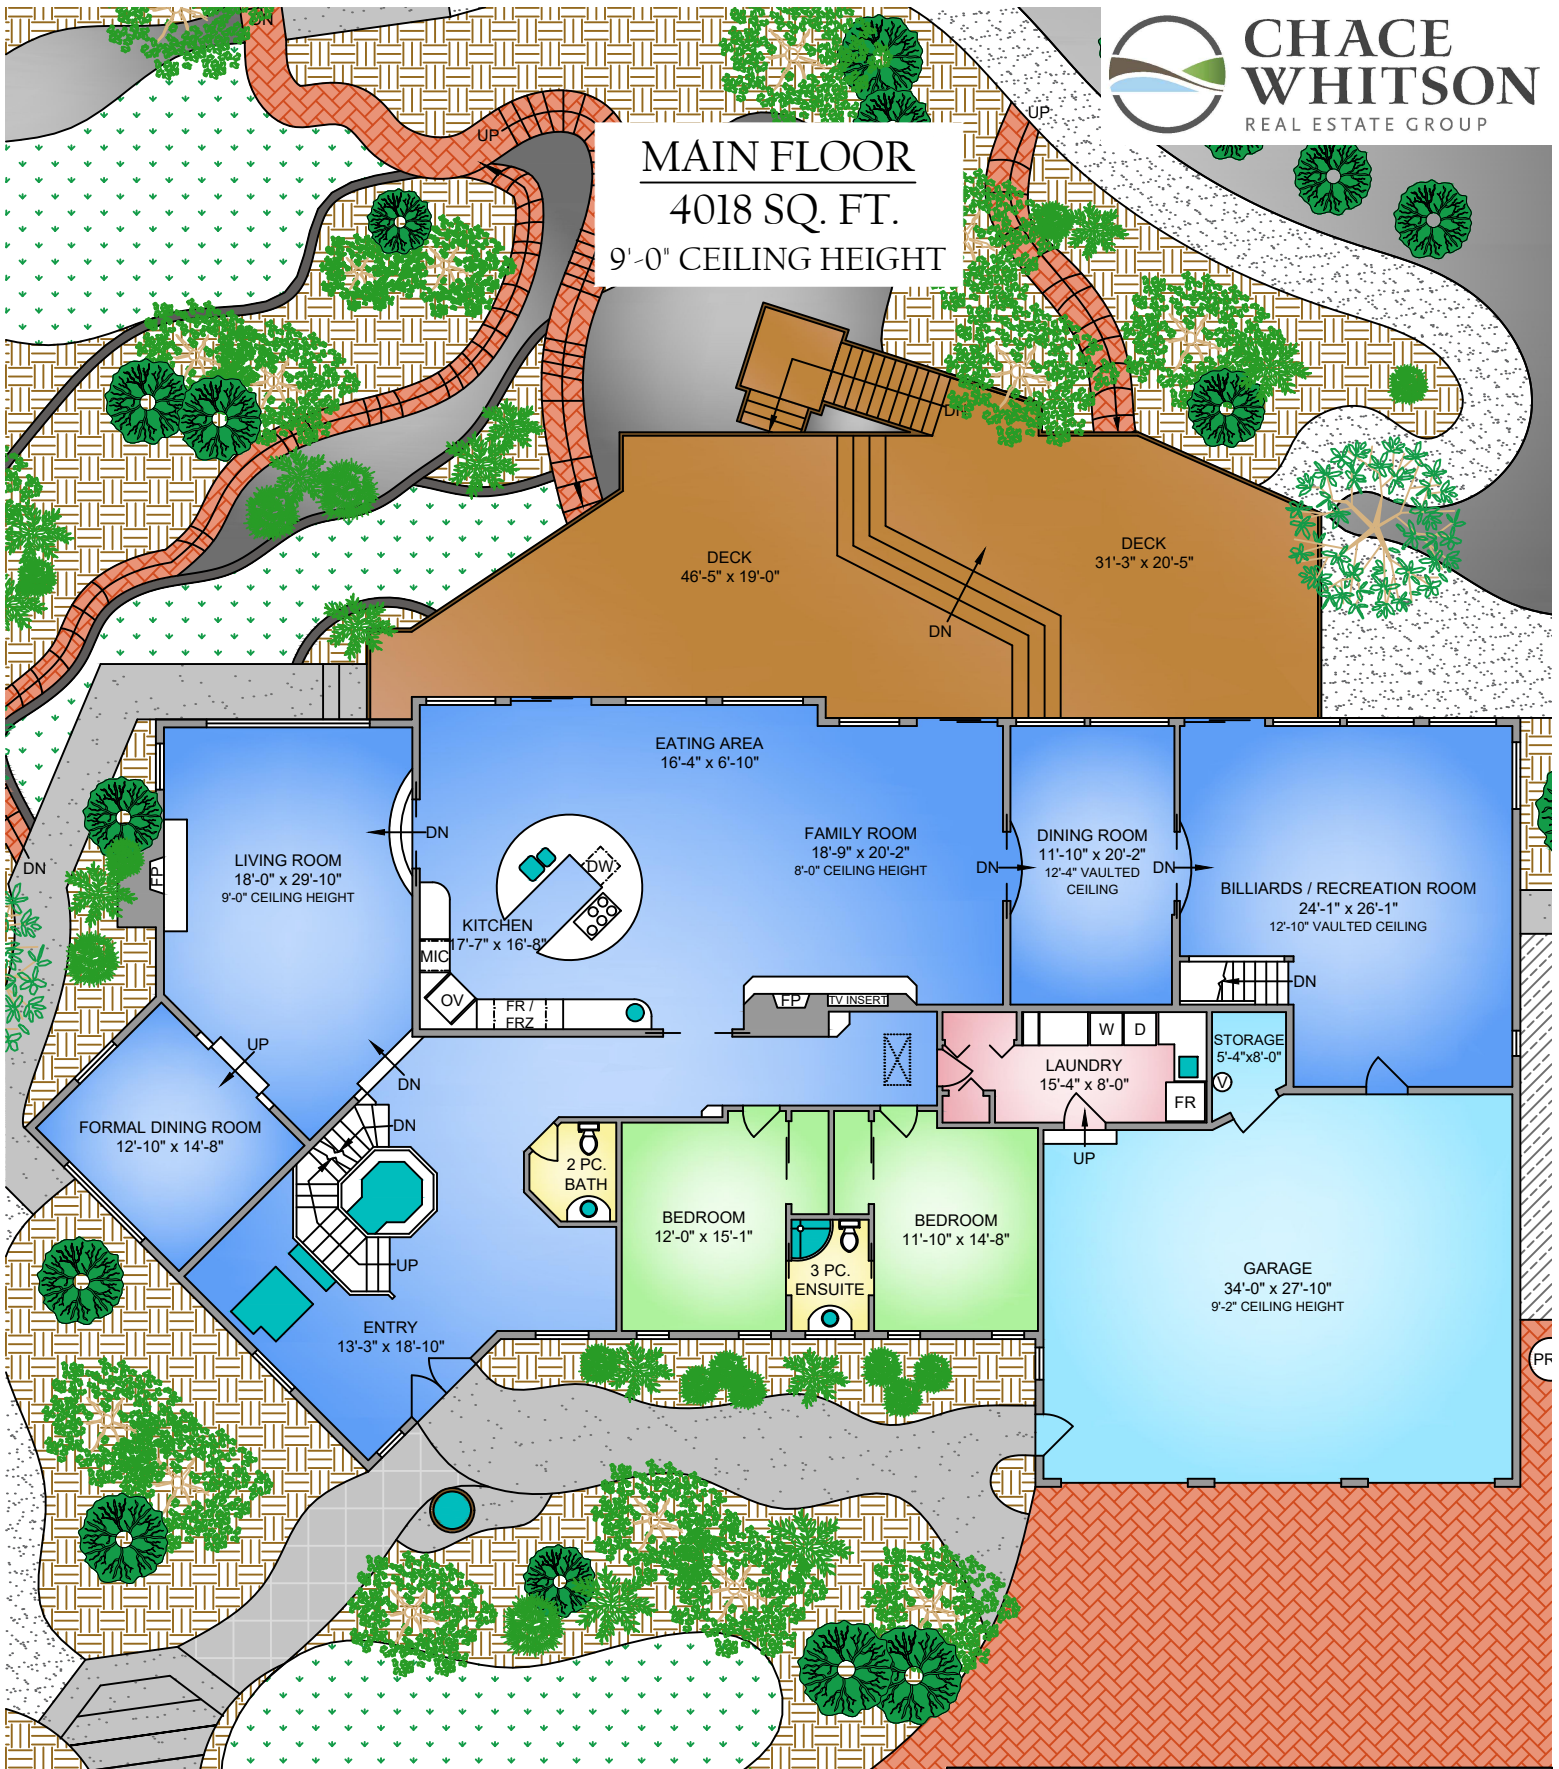 DN
CHACE
WHITSON
REAL ESTATE GROUP
UP
UP
MAIN FLOOR
4018 SQ. FT.
9'-0" CEILING HEIGHT
DN
DECK
46'-5" x 19'-0"
DECK
31'-3" x 20'-5"
DN
EATING AREA
16'-4" x 6'-10"
DN
FAMILY ROOM
18'-9" x 20'-2"
8'-0" CEILING HEIGHT
DN
DINING ROOM
11'-10" x 20'-2"
12'-4" VAULTED
CEILING
DN
BILLIARDS / RECREATION ROOM
24'-1" x 26'-1"
12'-10" VAULTED CEILING
DN
DN
FP
LIVING ROOM
18'-0" x 29'-10"
9'-0" CEILING HEIGHT
DW
KITCHEN
17'-7" x 16'-8"
MIC
OV
FR /
FRZ
FP
TV INSERT
W
D
LAUNDRY
15'-4" x 8'-0"
FR
STORAGE
5'-4"x8'-0"
V
UP
DN
DN
FORMAL DINING ROOM
12'-10" x 14'-8"
2 PC.
BATH
UP
BEDROOM
12'-0" x 15'-1"
BEDROOM
11'-10" x 14'-8"
3 PC.
ENSUITE
UP
GARAGE
34'-0" x 27'-10"
9'-2" CEILING HEIGHT
ENTRY
13'-3" x 18'-10"
PR